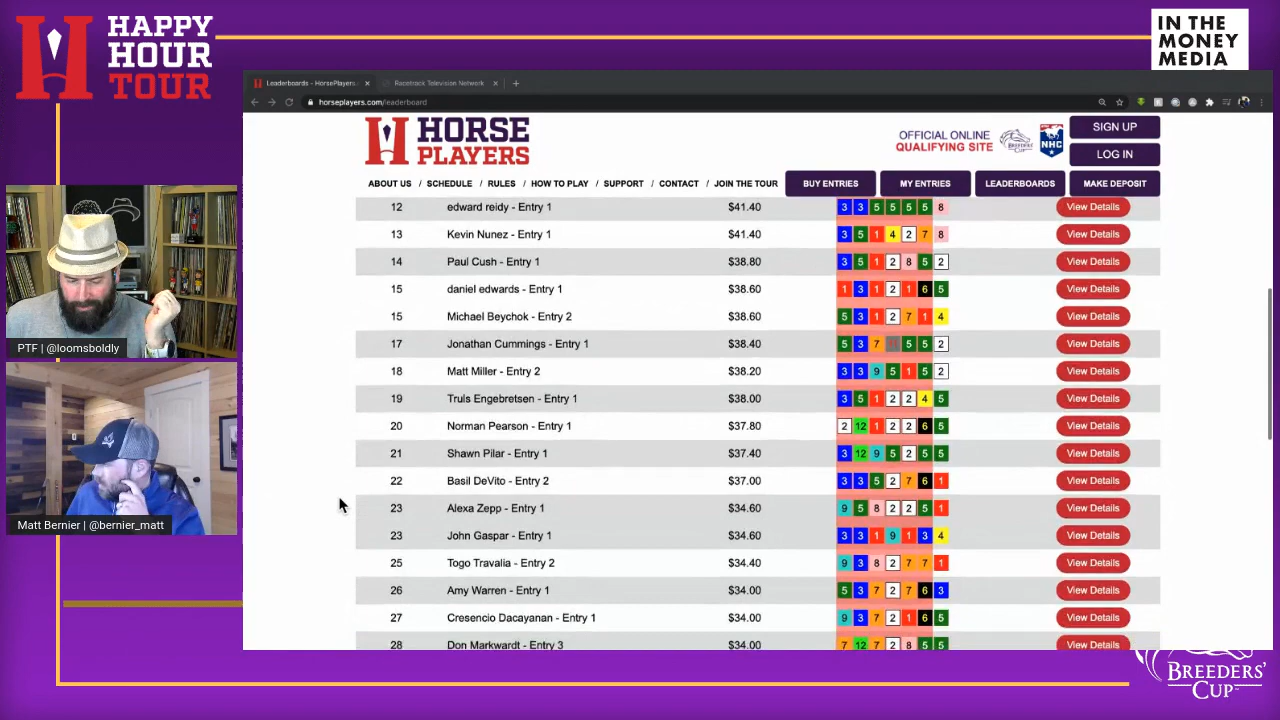 HAPPY
HOUR
TOUR
IN THE
MONEY
MEDIA
Leaderboards - HorsePlayers.
Racetrack Television Network
horseplayers.com/leaderboard
HORSE
PLAYERS
OFFICIAL ONLINE
QUALIFYING SITE
NHC
SIGN UP
LOG IN
ABOUT US / SCHEDULE / RULES / HOW TO PLAY / SUPPORT / CONTACT / JOIN THE TOUR
BUY ENTRIES MY ENTRIES LEADERBOARDS MAKE DEPOSIT
12 edward reidy - Entry 1 $41.40 3 3 5 5 5 5 8 View Details
13 Kevin Nunez - Entry 1 $41.40 3 5 1 4 2 7 8 View Details
14 Paul Cush - Entry 1 $38.80 3 5 1 2 8 5 2 View Details
15 daniel edwards - Entry 1 $38.60 1 3 1 2 1 6 5 View Details
15 Michael Beychok - Entry 2 $38.60 5 3 1 2 7 1 4 View Details
17 Jonathan Cummings - Entry 1 $38.40 5 3 7 5 5 2 View Details
18 Matt Miller - Entry 2 $38.20 3 3 9 5 1 5 2 View Details
19 Truls Engebretsen - Entry 1 $38.00 3 5 1 2 2 4 5 View Details
20 Norman Pearson - Entry 1 $37.80 2 12 1 2 2 6 5 View Details
21 Shawn Pilar - Entry 1 $37.40 3 12 9 5 2 5 5 View Details
22 Basil DeVito - Entry 2 $37.00 3 3 5 2 7 6 1 View Details
23 Alexa Zepp - Entry 1 $34.60 9 5 8 2 2 5 1 View Details
23 John Gaspar - Entry 1 $34.60 3 3 1 9 1 3 4 View Details
25 Togo Travalia - Entry 2 $34.40 9 3 8 2 7 7 1 View Details
26 Amy Warren - Entry 1 $34.00 5 3 7 2 7 6 3 View Details
27 Cresencio Dacayanan - Entry 1 $34.00 9 3 7 2 1 6 5 View Details
28 Don Markwardt - Entry 3 $34.00 7 12 7 2 8 5 5 View Details
PTF | @loomsboldly
Matt Bernier | @bernier_matt
BREEDERS'
CUP